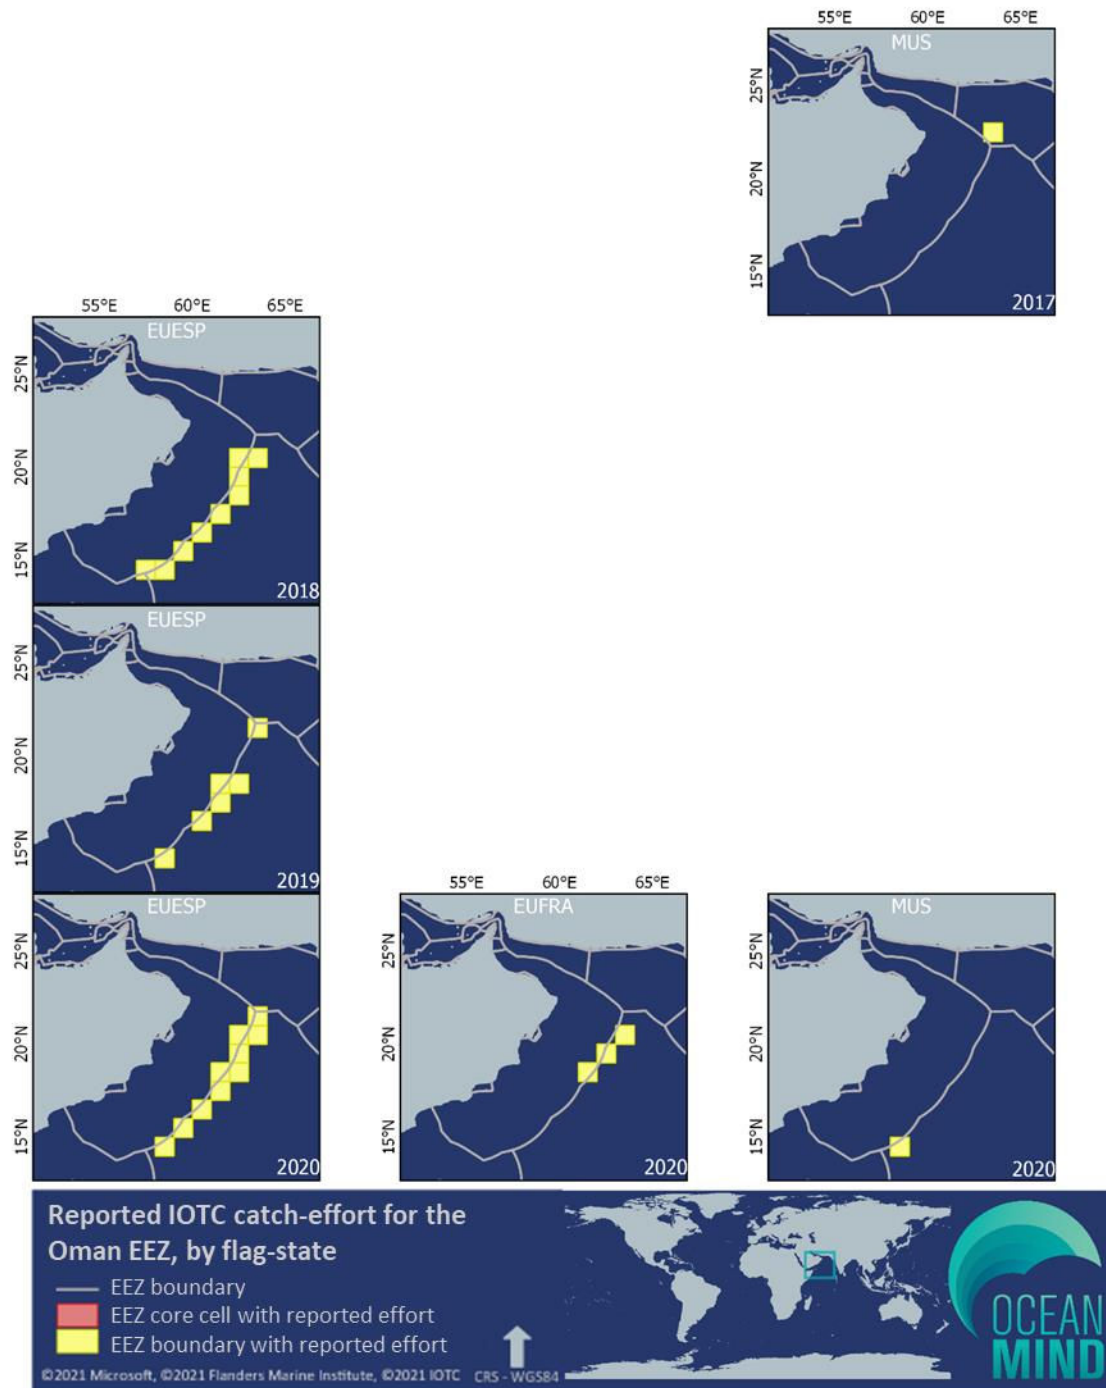 55°E 60°E 65°E
MUS
25°N
20°N
15°N
2017
55°E 60°E 65°E
EUESP
25°N
20°N
15°N
2018
EUESP
25°N
20°N
15°N
2019
EUESP
25°N
20°N
15°N
2020
55°E 60°E 65°E
EUFRA
25°N
20°N
15°N
2020
MUS
25°N
20°N
15°N
2020
Reported IOTC catch-effort for the
Oman EEZ, by flag-state
EEZ boundary
EEZ core cell with reported effort
EEZ boundary with reported effort
©2021 Microsoft, ©2021 Flanders Marine Institute, ©2021 IOTC CRS - WGS84
OCEAN
MIND